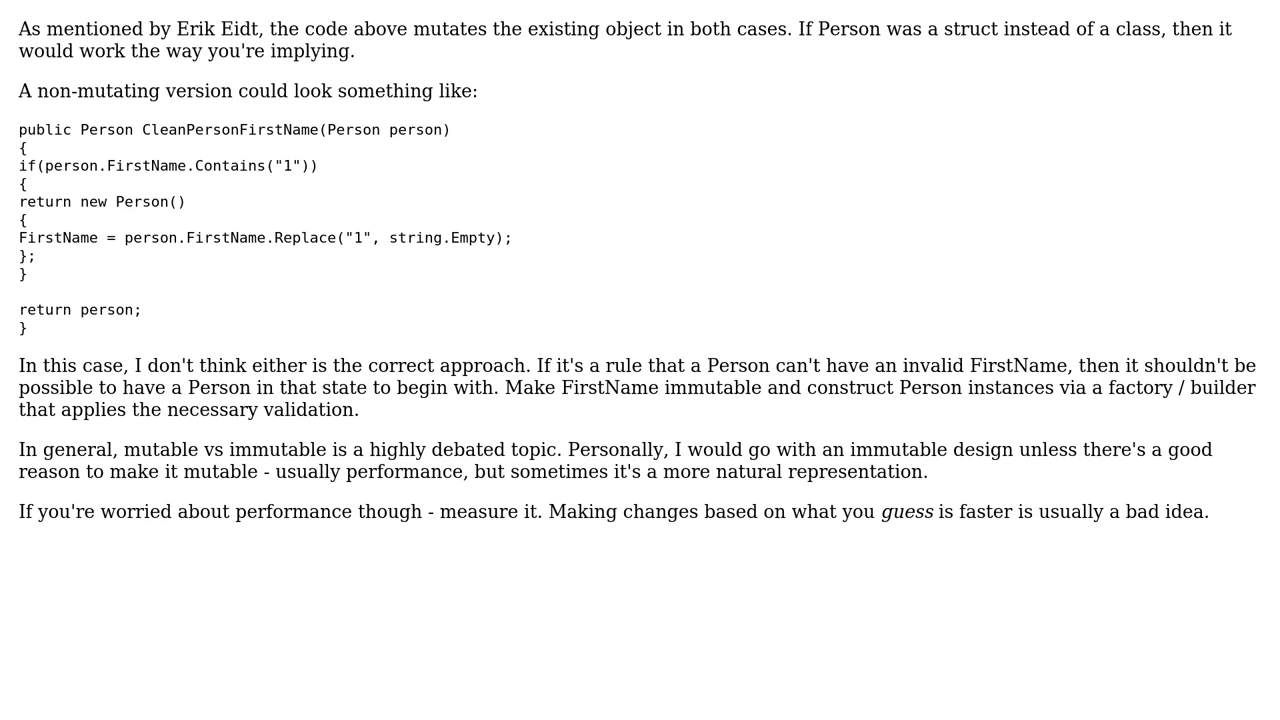 As mentioned by Erik Eidt, the code above mutates the existing object in both cases. If Person was a struct instead of a class, then it
would work the way you're implying.
A non-mutating version could look something like:
public Person CleanPersonFirstName(Person person)
{
if(person.FirstName.Contains("1"))
{
return new Person()
{
FirstName = person.FirstName.Replace("1", string.Empty);
};
}
return person;
}
In this case, I don't think either is the correct approach. If it's a rule that a Person can't have an invalid FirstName, then it shouldn't be
possible to have a Person in that state to begin with. Make FirstName immutable and construct Person instances via a factory / builder
that applies the necessary validation.
In general, mutable vs immutable is a highly debated topic. Personally, I would go with an immutable design unless there's a good
reason to make it mutable - usually performance, but sometimes it's a more natural representation.
If you're worried about performance though - measure it. Making changes based on what you guess is faster is usually a bad idea.